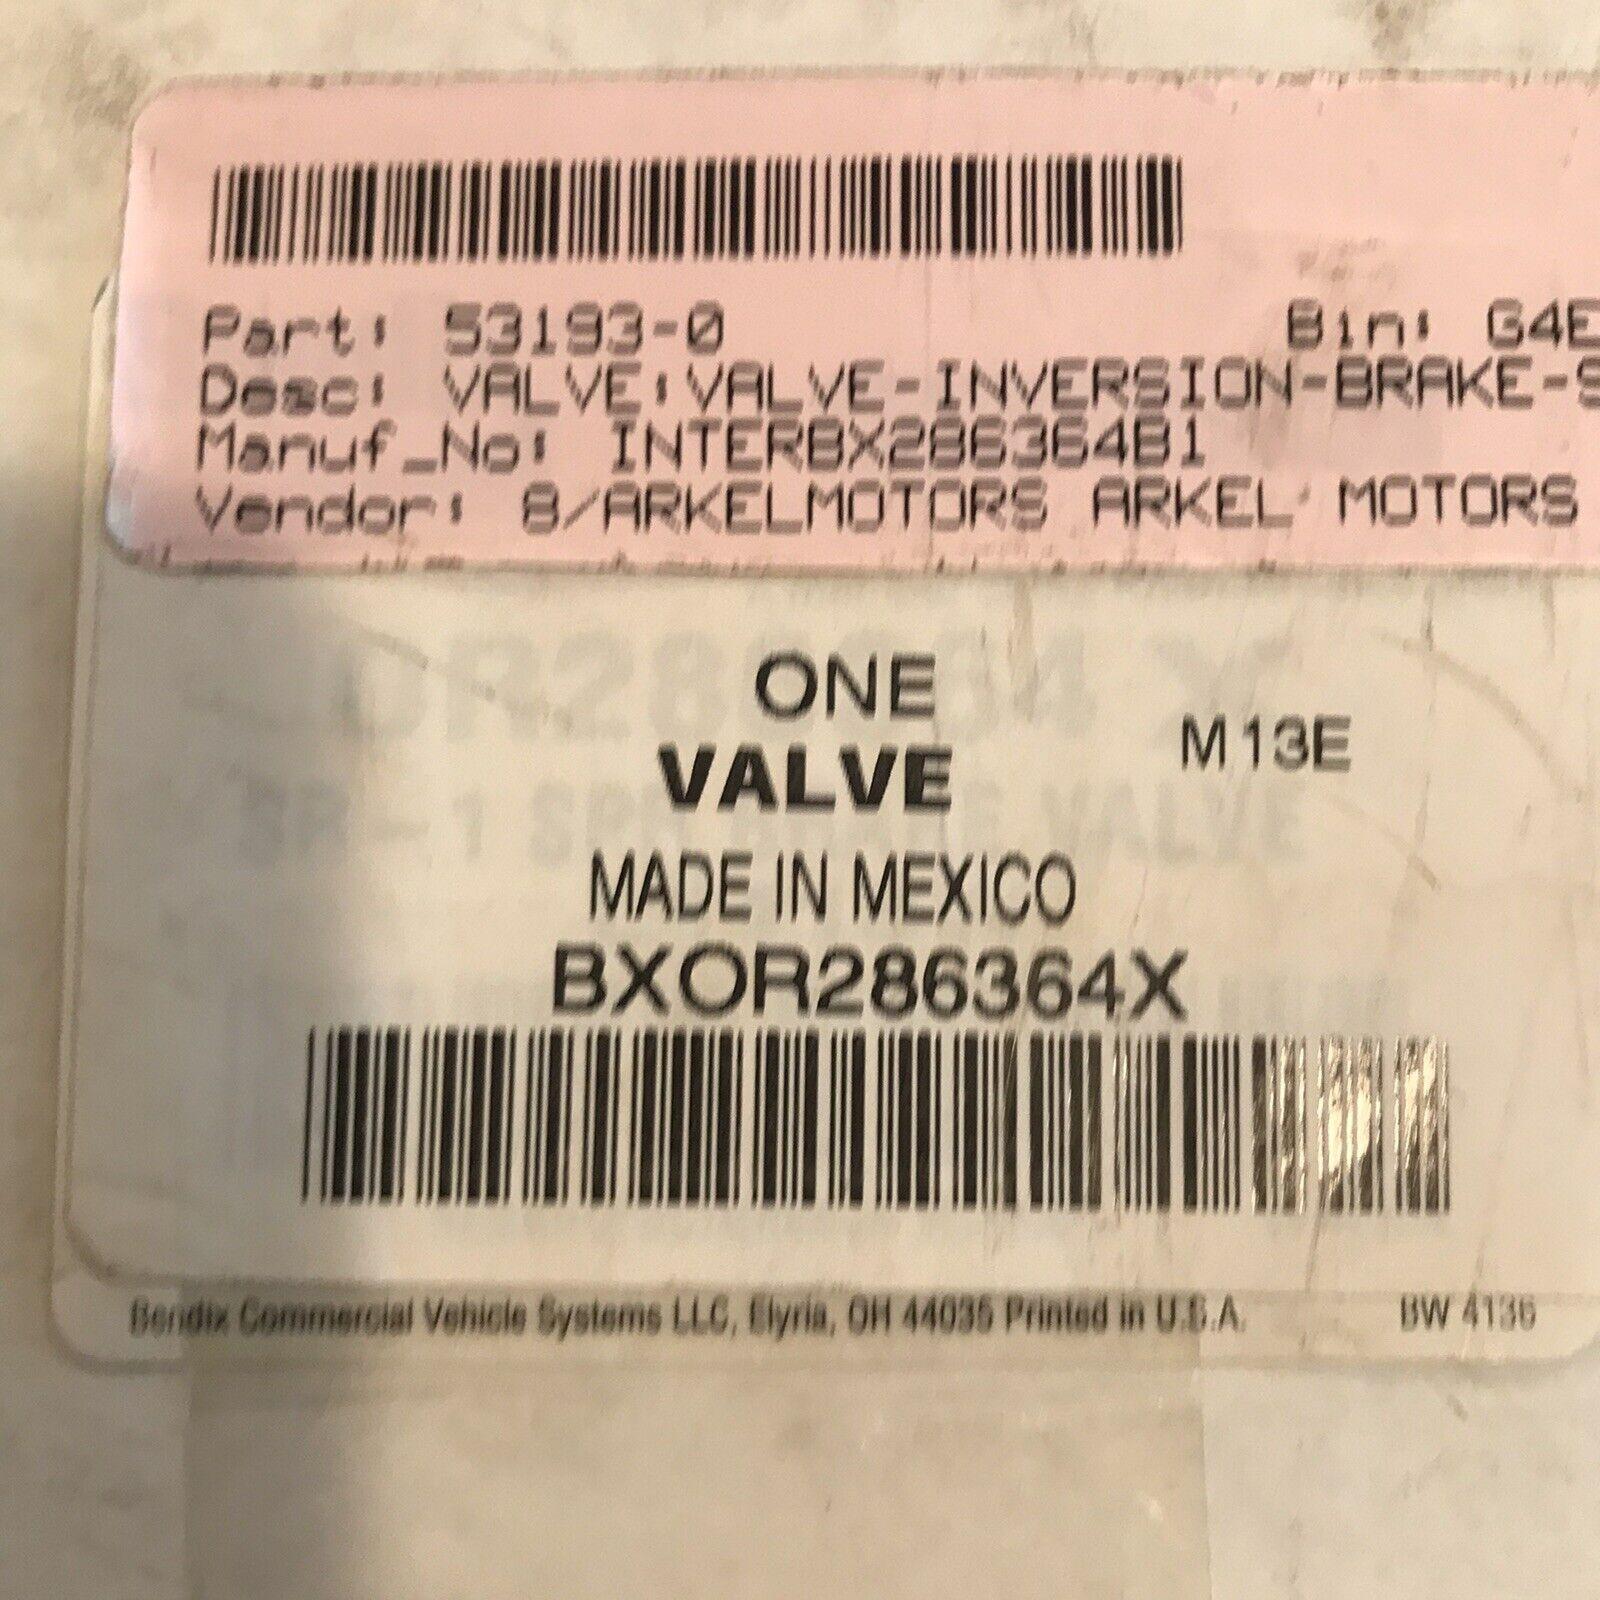 Part: 53193-0 Bin: G4E
Desc: VALVE:VALVE-INVERSION-BRAKE-S
Manuf_No: INTERBX286364B1
Vendor: 8/ARKELMOTORS ARKEL MOTORS
ONE
VALVE
M13E
MADE IN MEXICO
BXOR286364X
Bendix Commercial Vehicle Systems LLC, Elyria, OH 44035 Printed in U.S.A. BW 4136